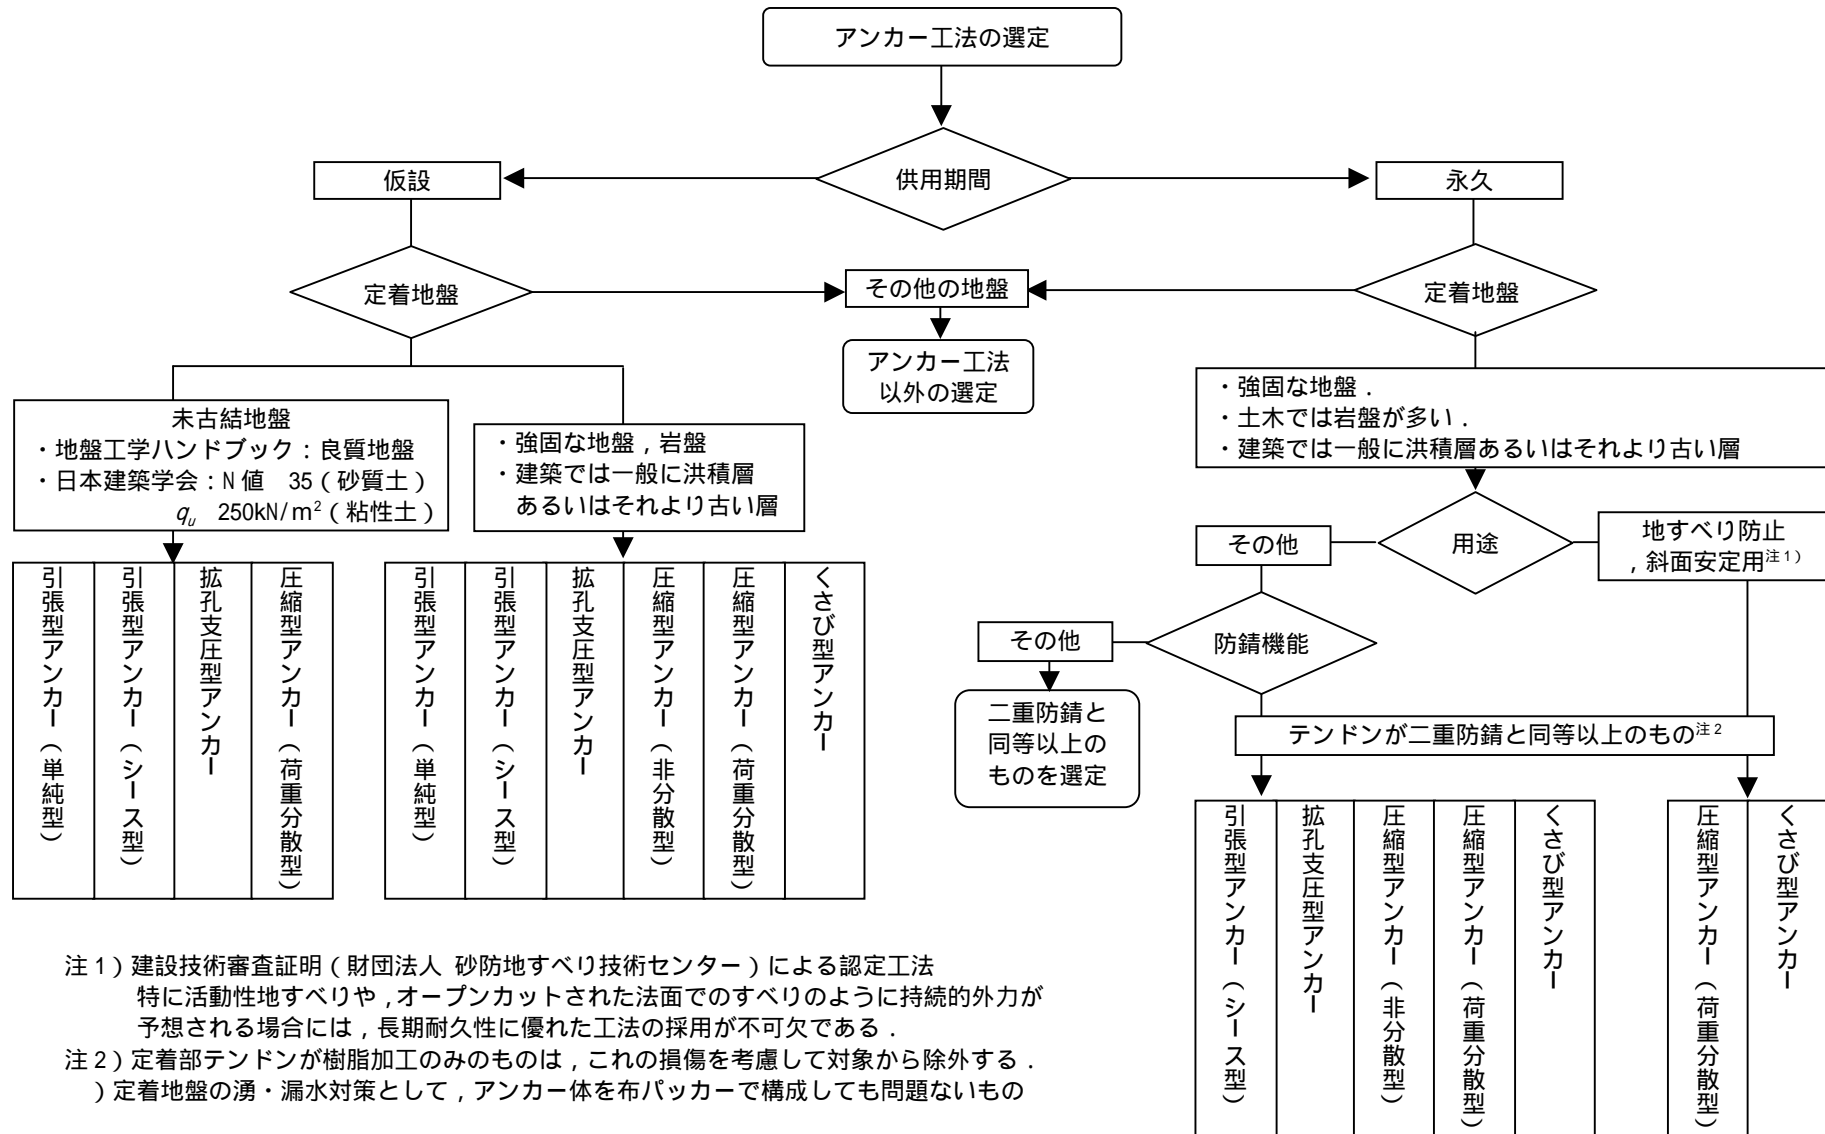 アンカー工法の選定
供用期間
仮設
永久
定着地盤
その他の地盤
定着地盤
アンカー工法
以外の選定
未古結地盤
・地盤工学ハンドブック：良質地盤
・日本建築学会：N値　35（砂質土）
qu　250kN/m²（粘性土）
・強固な地盤，岩盤
・建築では一般に洪積層
あるいはそれより古い層
・強固な地盤．
・土木では岩盤が多い．
・建築では一般に洪積層あるいはそれより古い層
用途
その他
地すべり防止
，斜面安定用注1）
防錆機能
その他
二重防錆と
同等以上の
ものを選定
テンドンが二重防錆と同等以上のもの注2
引張型アンカー（単純型）
引張型アンカー（シース型）
拡孔支圧型アンカー
圧縮型アンカー（荷重分散型）
引張型アンカー（単純型）
引張型アンカー（シース型）
拡孔支圧型アンカー
圧縮型アンカー（非分散型）
圧縮型アンカー（荷重分散型）
くさび型アンカー
引張型アンカー（シース型）
拡孔支圧型アンカー
圧縮型アンカー（非分散型）
圧縮型アンカー（荷重分散型）
くさび型アンカー
圧縮型アンカー（荷重分散型）
くさび型アンカー
注1）建設技術審査証明（財団法人 砂防地すべり技術センター）による認定工法
特に活動性地すべりや，オープンカットされた法面でのすべりのように持続的外力が
予想される場合には，長期耐久性に優れた工法の採用が不可欠である．
注2）定着部テンドンが樹脂加工のみのものは，これの損傷を考慮して対象から除外する．
）定着地盤の湧・漏水対策として，アンカー体を布パッカーで構成しても問題ないもの